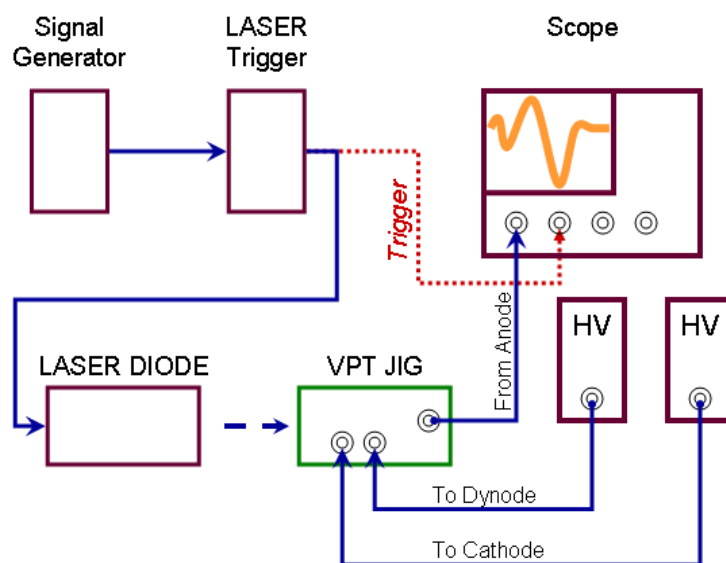 Signal
Generator
LASER
Trigger
Scope
Trigger
From Anode
HV
HV
LASER DIODE
VPT JIG
To Dynode
To Cathode